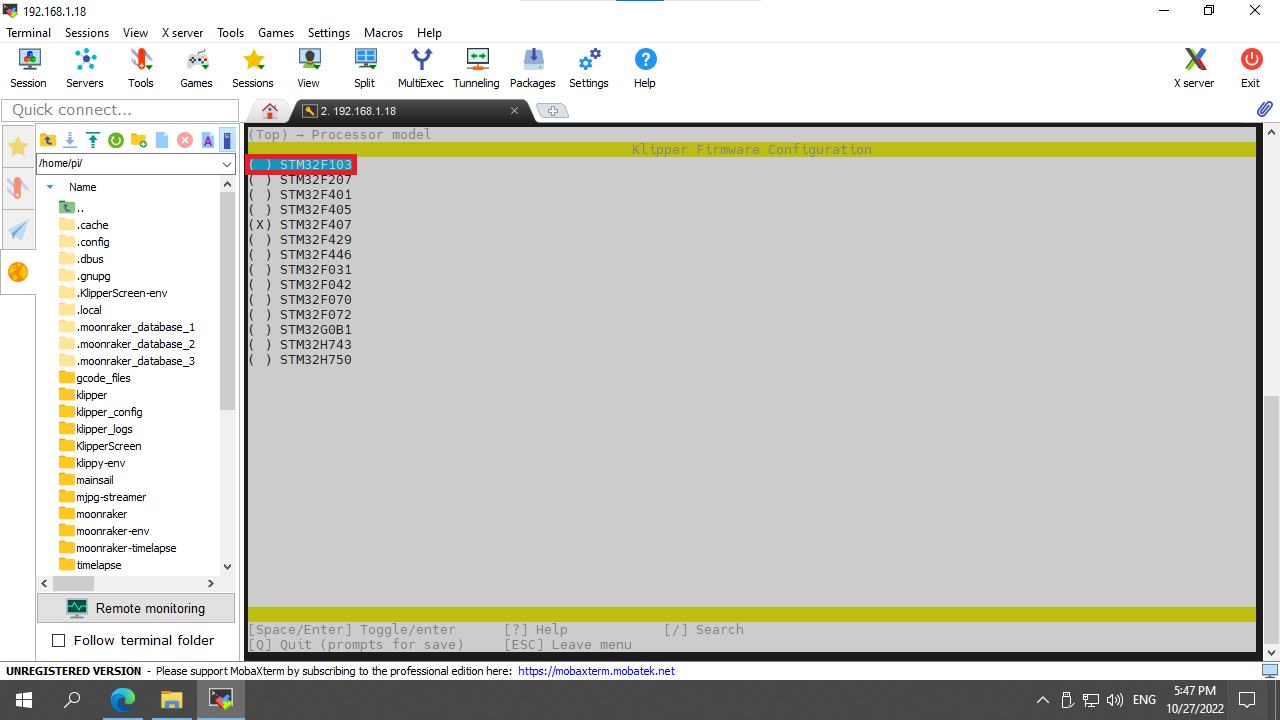 192.168.1.18
Terminal Sessions View X server Tools Games Settings Macros Help
Session Servers Tools Games Sessions View Split MultiExec Tunneling Packages Settings Help X server Exit
Quick connect...
2. 192.168.1.18
/home/pi/
Name
..
.cache
.config
.dbus
.gnupg
.KlipperScreen-env
.local
.moonraker_database_1
.moonraker_database_2
.moonraker_database_3
gcode_files
klipper
klipper_config
klipper_logs
KlipperScreen
klippy-env
mainsail
mjpg-streamer
moonraker
moonraker-env
moonraker-timelapse
timelapse
Remote monitoring
Follow terminal folder
(Top) → Processor model
Klipper Firmware Configuration
( ) STM32F103
( ) STM32F207
( ) STM32F401
( ) STM32F405
(X) STM32F407
( ) STM32F429
( ) STM32F446
( ) STM32F031
( ) STM32F042
( ) STM32F070
( ) STM32F072
( ) STM32G0B1
( ) STM32H743
( ) STM32H750
[Space/Enter] Toggle/enter [?] Help [/] Search
[Q] Quit (prompts for save) [ESC] Leave menu
UNREGISTERED VERSION - Please support MobaXterm by subscribing to the professional edition here: https://mobaxterm.mobatek.net
ENG
5:47 PM
10/27/2022